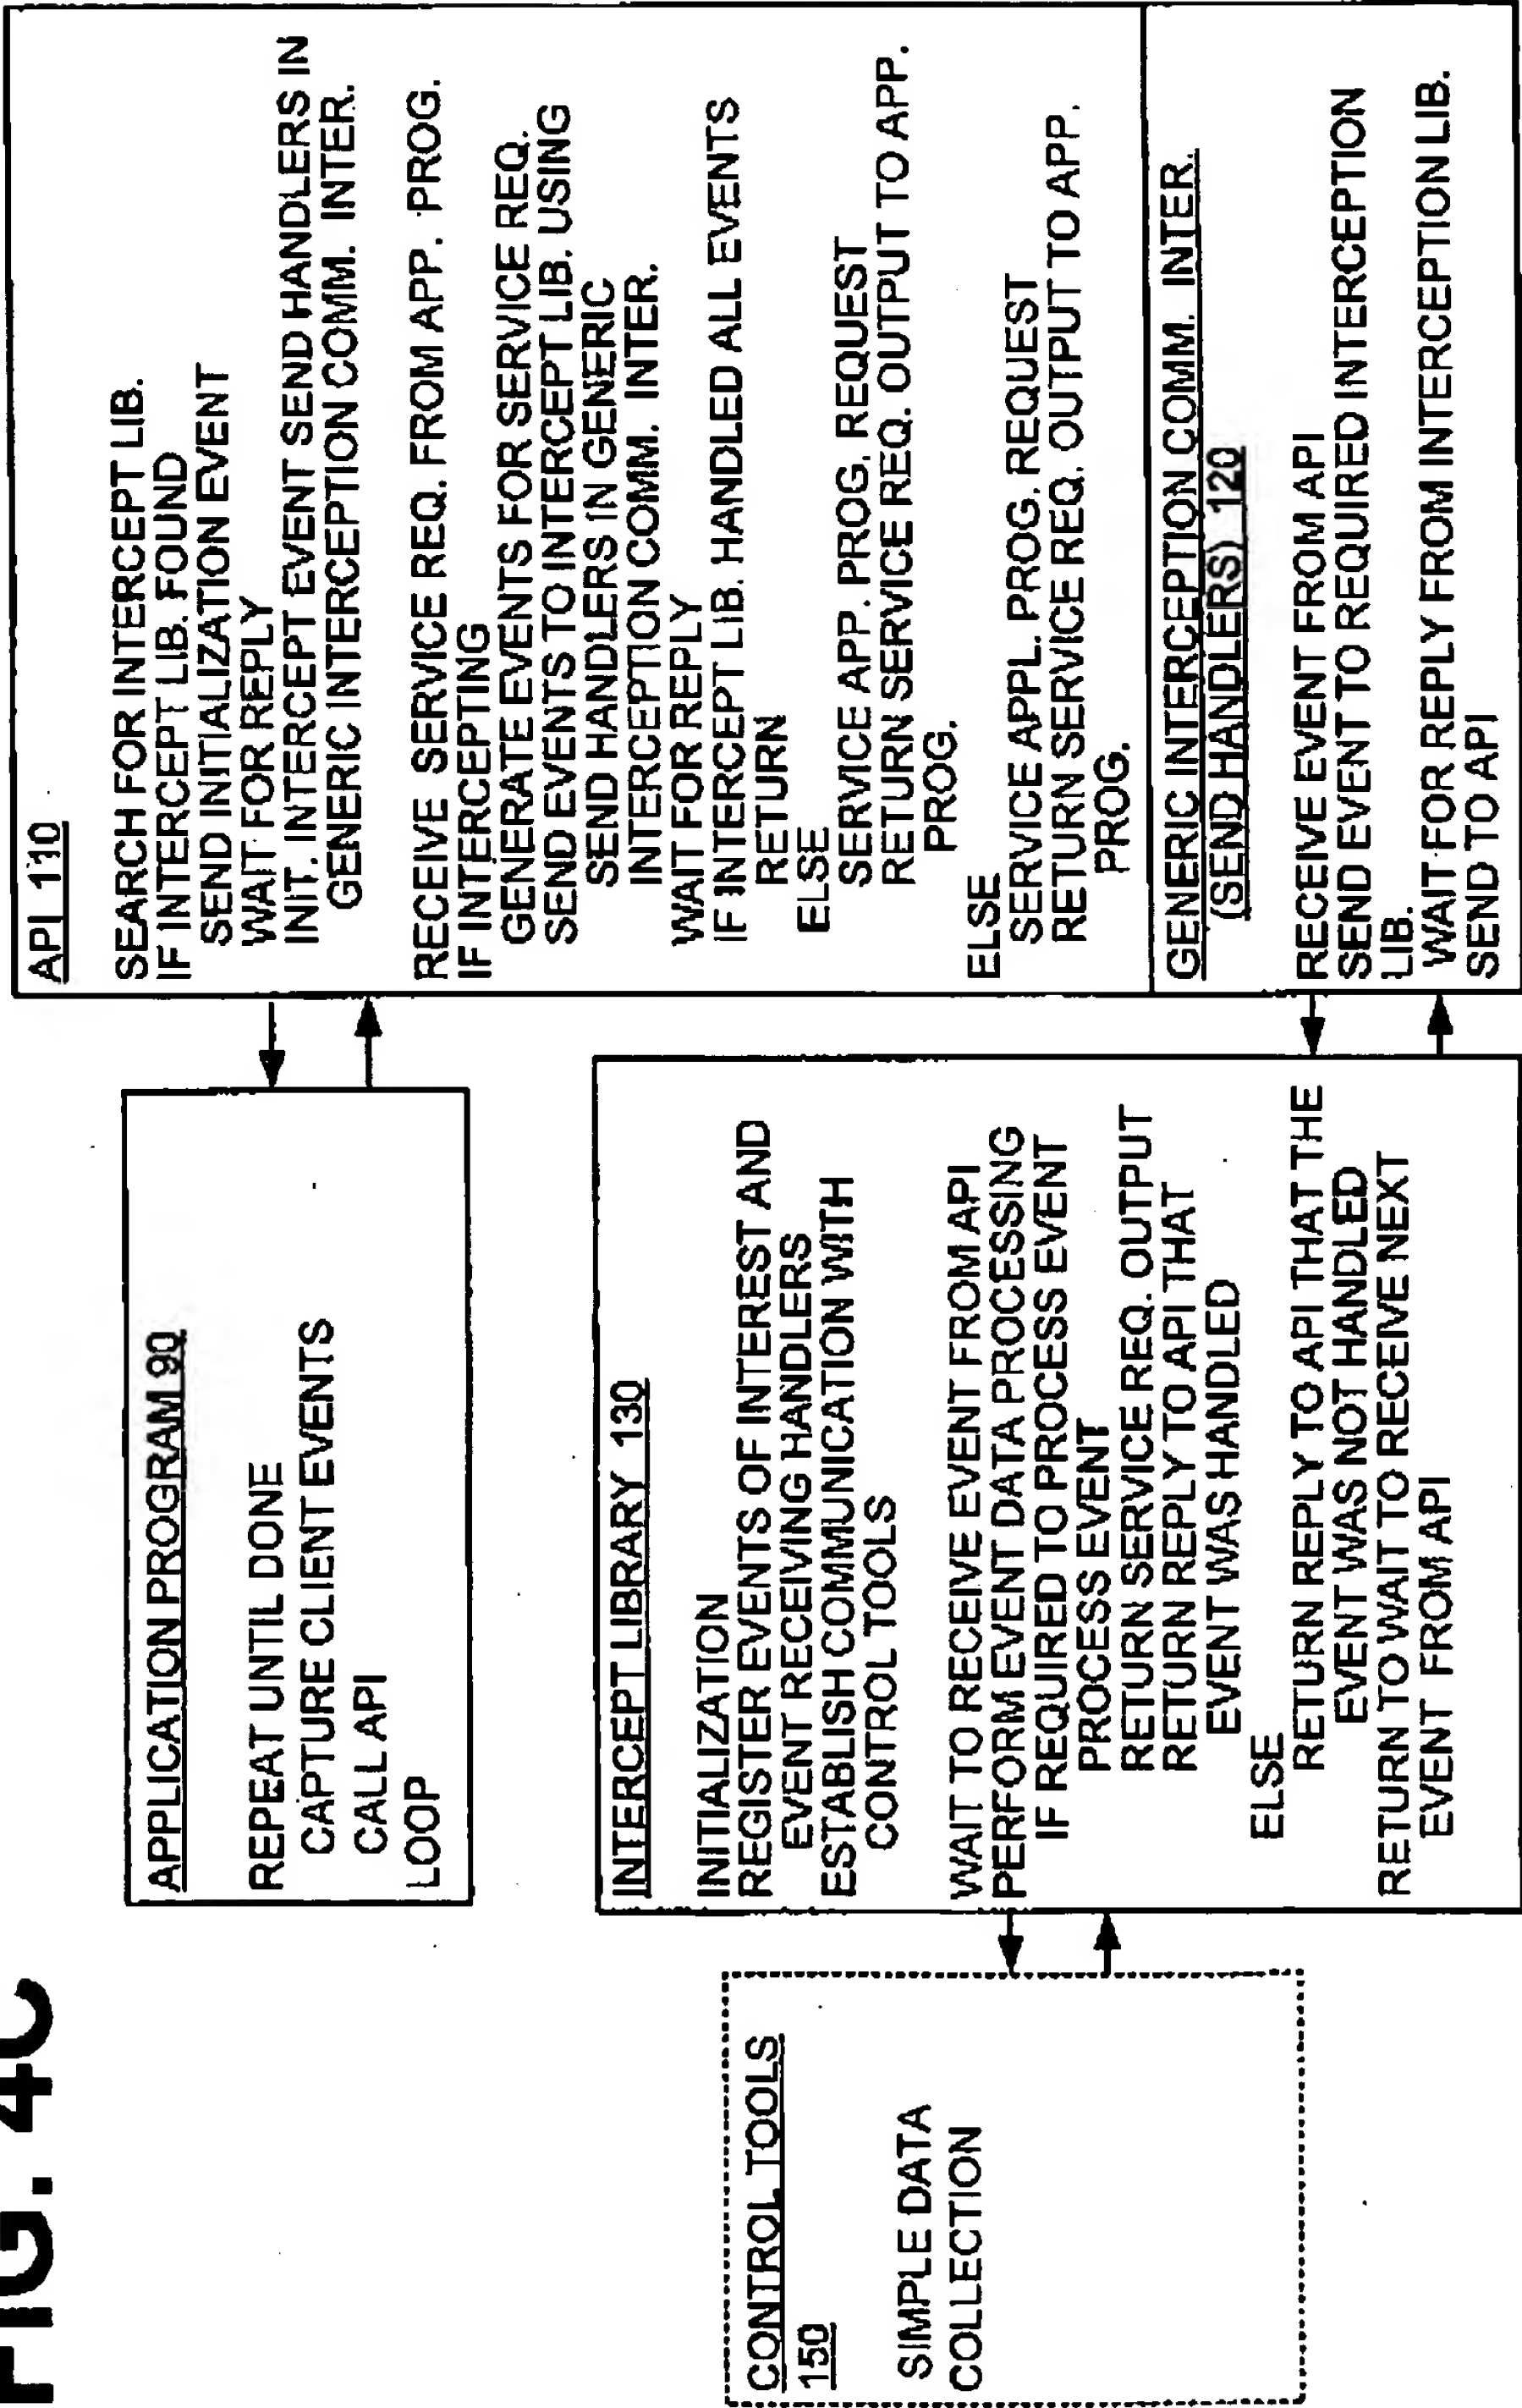 FIG. 4C
APPLICATION PROGRAM 90
REPEAT UNTIL DONE
CAPTURE CLIENT EVENTS
CALL API
LOOP
API 110
SEARCH FOR INTERCEPT LIB.
IF INTERCEPT LIB. FOUND
SEND INITIALIZATION EVENT
WAIT FOR REPLY
INIT. INTERCEPT EVENT SEND HANDLERS IN
GENERIC INTERCEPTION COMM. INTER.
RECEIVE SERVICE REQ. FROM APP. PROG.
IF INTERCEPTING
GENERATE EVENTS FOR SERVICE REQ.
SEND EVENTS TO INTERCEPT LIB. USING
SEND HANDLERS IN GENERIC
INTERCEPTION COMM. INTER.
WAIT FOR REPLY
IF INTERCEPT LIB. HANDLED ALL EVENTS
RETURN
ELSE
SERVICE APP. PROG. REQUEST
RETURN SERVICE REQ. OUTPUT TO APP.
PROG.
ELSE
SERVICE APPL. PROG. REQUEST
RETURN SERVICE REQ. OUTPUT TO APP.
PROG.
GENERIC INTERCEPTION COMM. INTER.
(SEND HANDLERS) 120
RECEIVE EVENT FROM API
SEND EVENT TO REQUIRED INTERCEPTION
LIB.
WAIT FOR REPLY FROM INTERCEPTION LIB.
SEND TO API
INTERCEPT LIBRARY 130
INITIALIZATION
REGISTER EVENTS OF INTEREST AND
EVENT RECEIVING HANDLERS
ESTABLISH COMMUNICATION WITH
CONTROL TOOLS
WAIT TO RECEIVE EVENT FROM API
PERFORM EVENT DATA PROCESSING
IF REQUIRED TO PROCESS EVENT
PROCESS EVENT
RETURN SERVICE REQ. OUTPUT
RETURN REPLY TO API THAT
EVENT WAS HANDLED
ELSE
RETURN REPLY TO API THAT THE
EVENT WAS NOT HANDLED
RETURN TO WAIT TO RECEIVE NEXT
EVENT FROM API
CONTROL TOOLS
150
SIMPLE DATA
COLLECTION